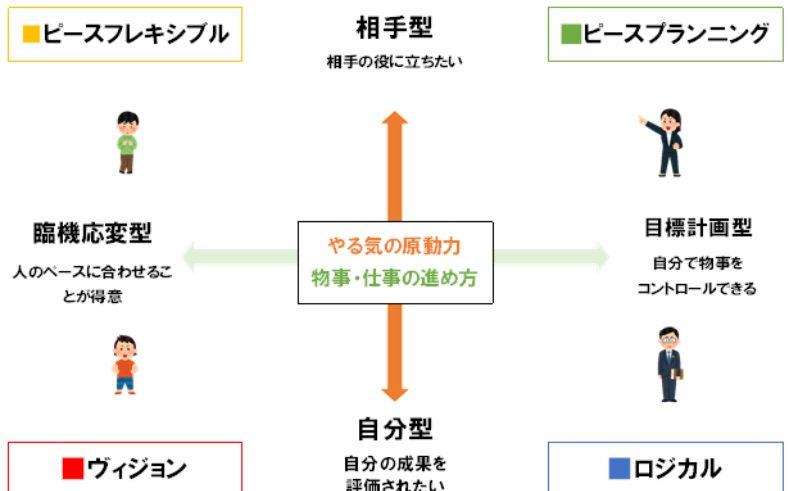 ■ピースフレキシブル
相手型
■ピースプランニング
相手の役に立ちたい
臨機応変型
人のペースに合わせるこ
とが得意
やる気の原動力
物事・仕事の進め方
目標計画型
自分で物事を
コントロールできる
自分型
自分の成果を
評価されたい
■ヴィジョン
■ロジカル